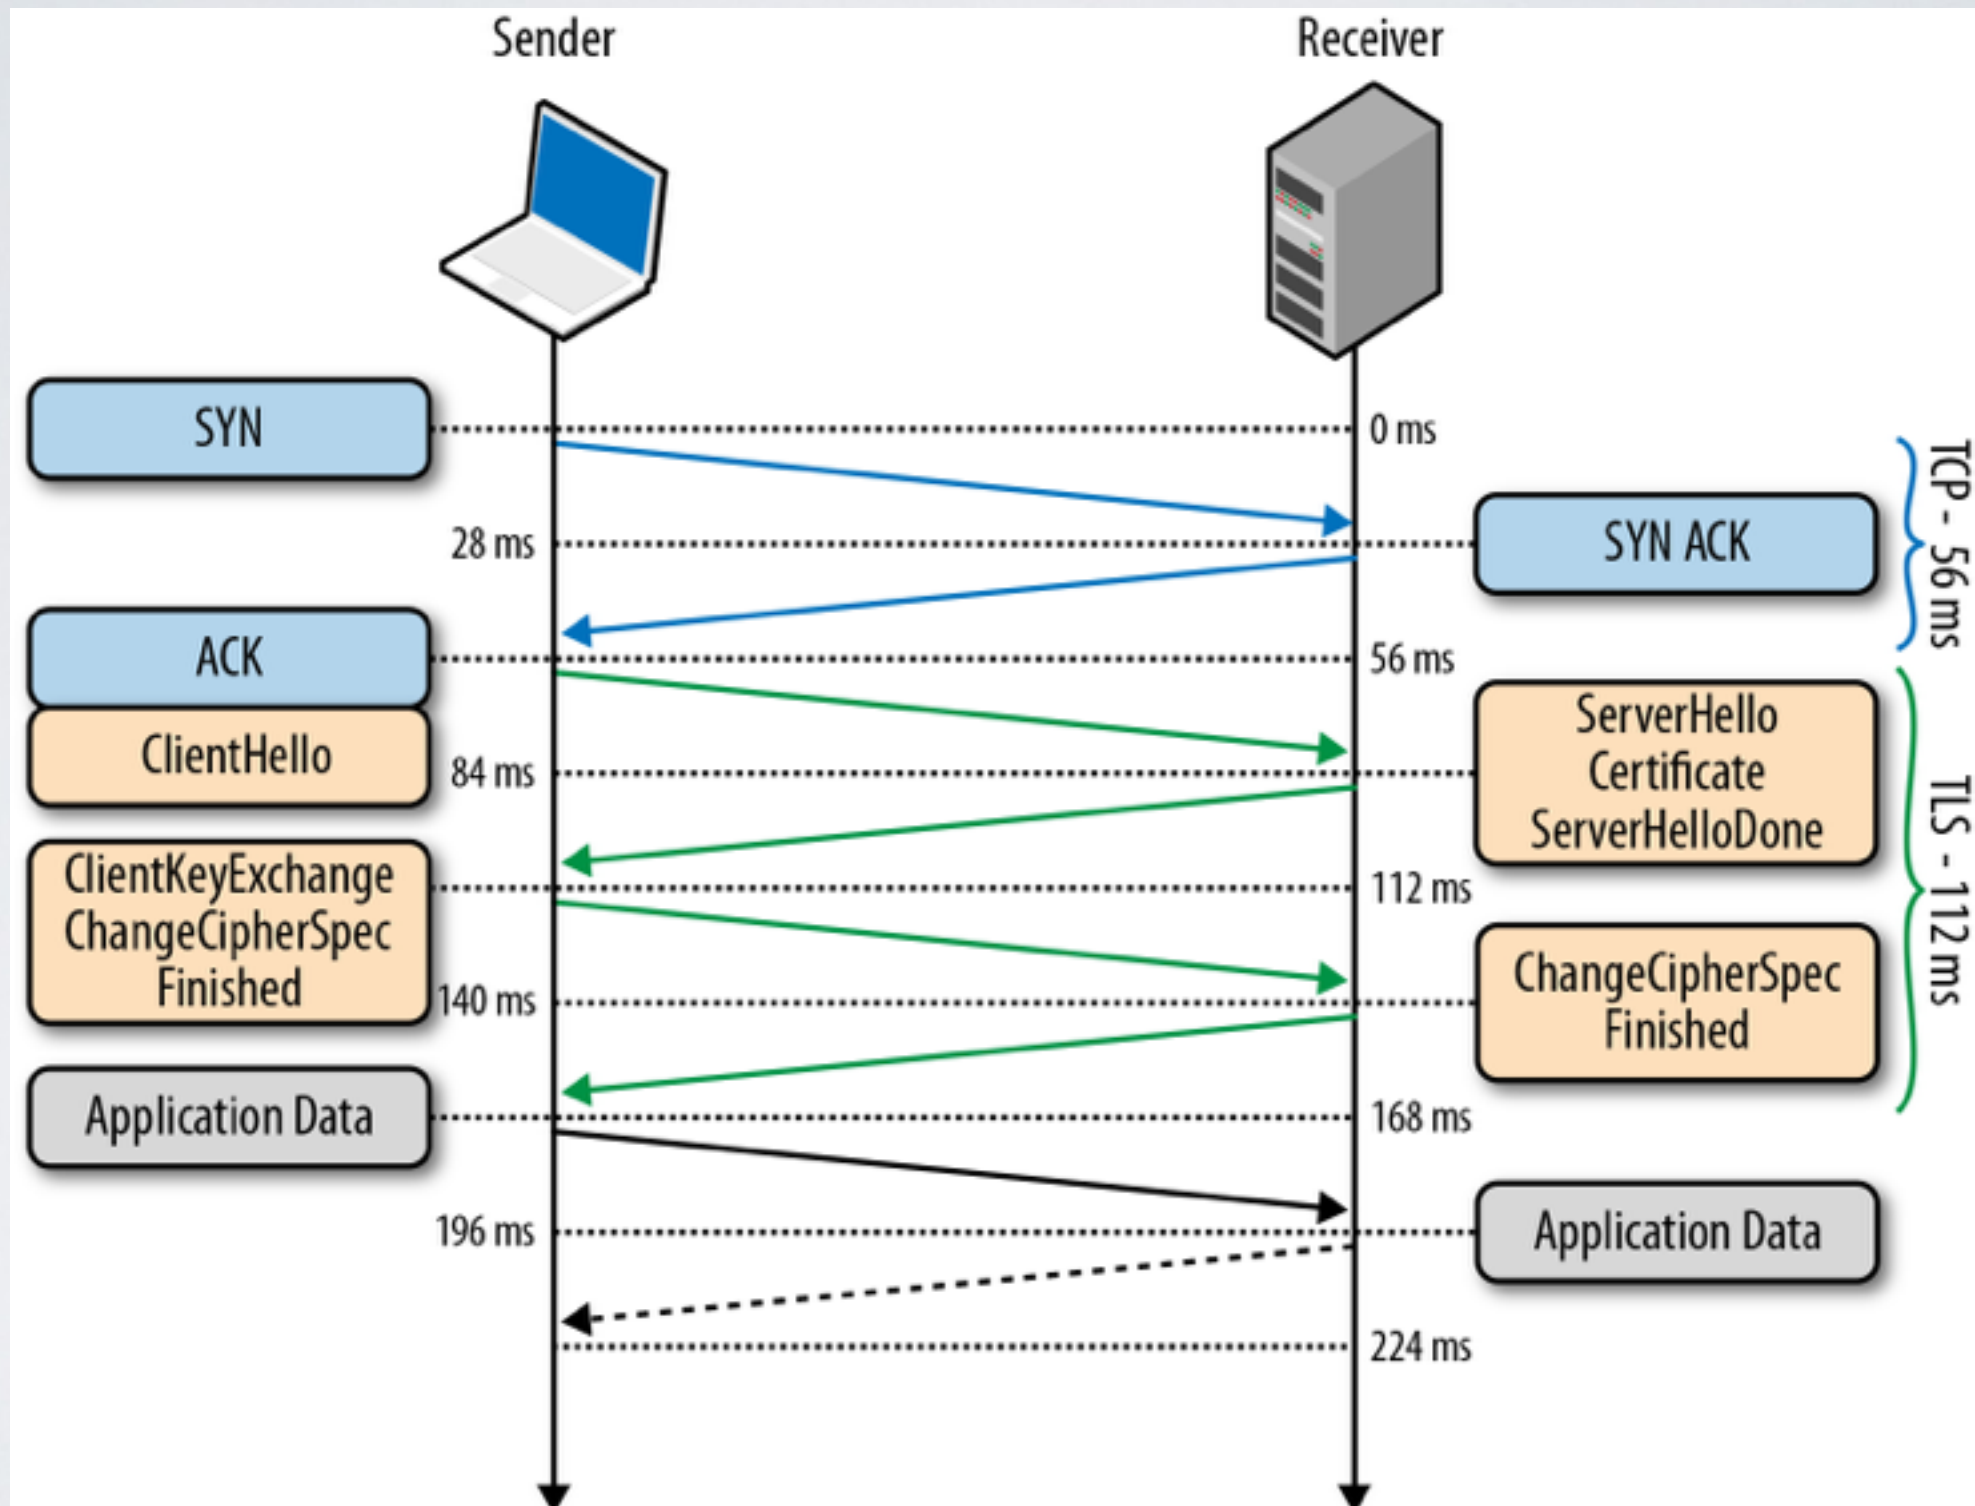 Sender
Receiver
SYN
0 ms
28 ms
SYN ACK
TCP - 56 ms
ACK
56 ms
ClientHello
84 ms
ServerHello
Certificate
ServerHelloDone
TLS - 112 ms
ClientKeyExchange
ChangeCipherSpec
Finished
112 ms
140 ms
ChangeCipherSpec
Finished
Application Data
168 ms
196 ms
Application Data
224 ms